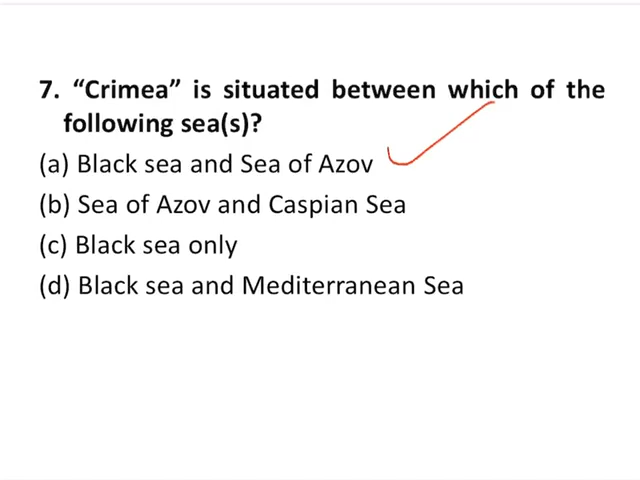 7. “Crimea” is situated between which of the
following sea(s)?
(a) Black sea and Sea of Azov
(b) Sea of Azov and Caspian Sea
(c) Black sea only
(d) Black sea and Mediterranean Sea